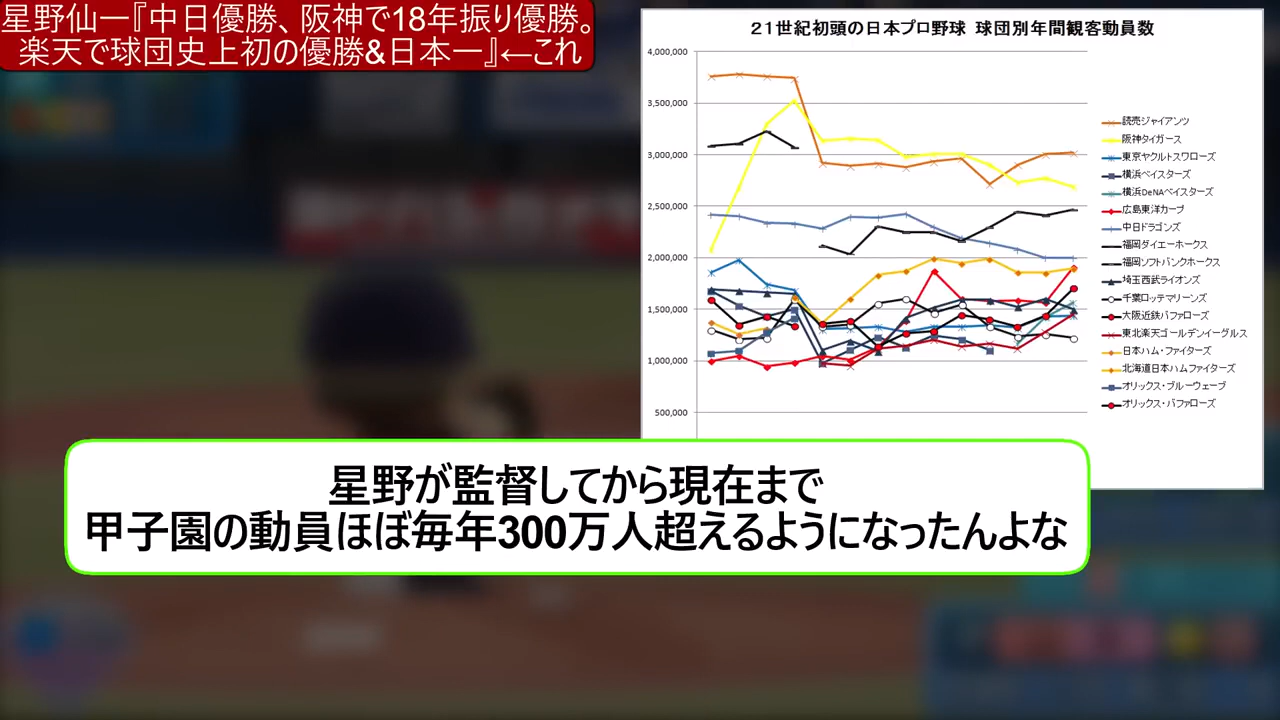 星野仙一『中日優勝、阪神で18年振り優勝。
楽天で球団史上初の優勝&日本一』←これ
21世紀初頭の日本プロ野球 球団別年間観客動員数
4,000,000
3,500,000
3,000,000
2,500,000
2,000,000
1,500,000
1,000,000
500,000
読売ジャイアンツ
阪神タイガース
東京ヤクルトスワローズ
横浜ベイスターズ
横浜DeNAベイスターズ
広島東洋カープ
中日ドラゴンズ
福岡ダイエーホークス
福岡ソフトバンクホークス
埼玉西武ライオンズ
千葉ロッテマリーンズ
大阪近鉄バファローズ
東北楽天ゴールデンイーグルス
日本ハム・ファイターズ
北海道日本ハムファイターズ
オリックス・ブルーウェーブ
オリックス・バファローズ
星野が監督してから現在まで
甲子園の動員ほぼ毎年300万人超えるようになったんよな